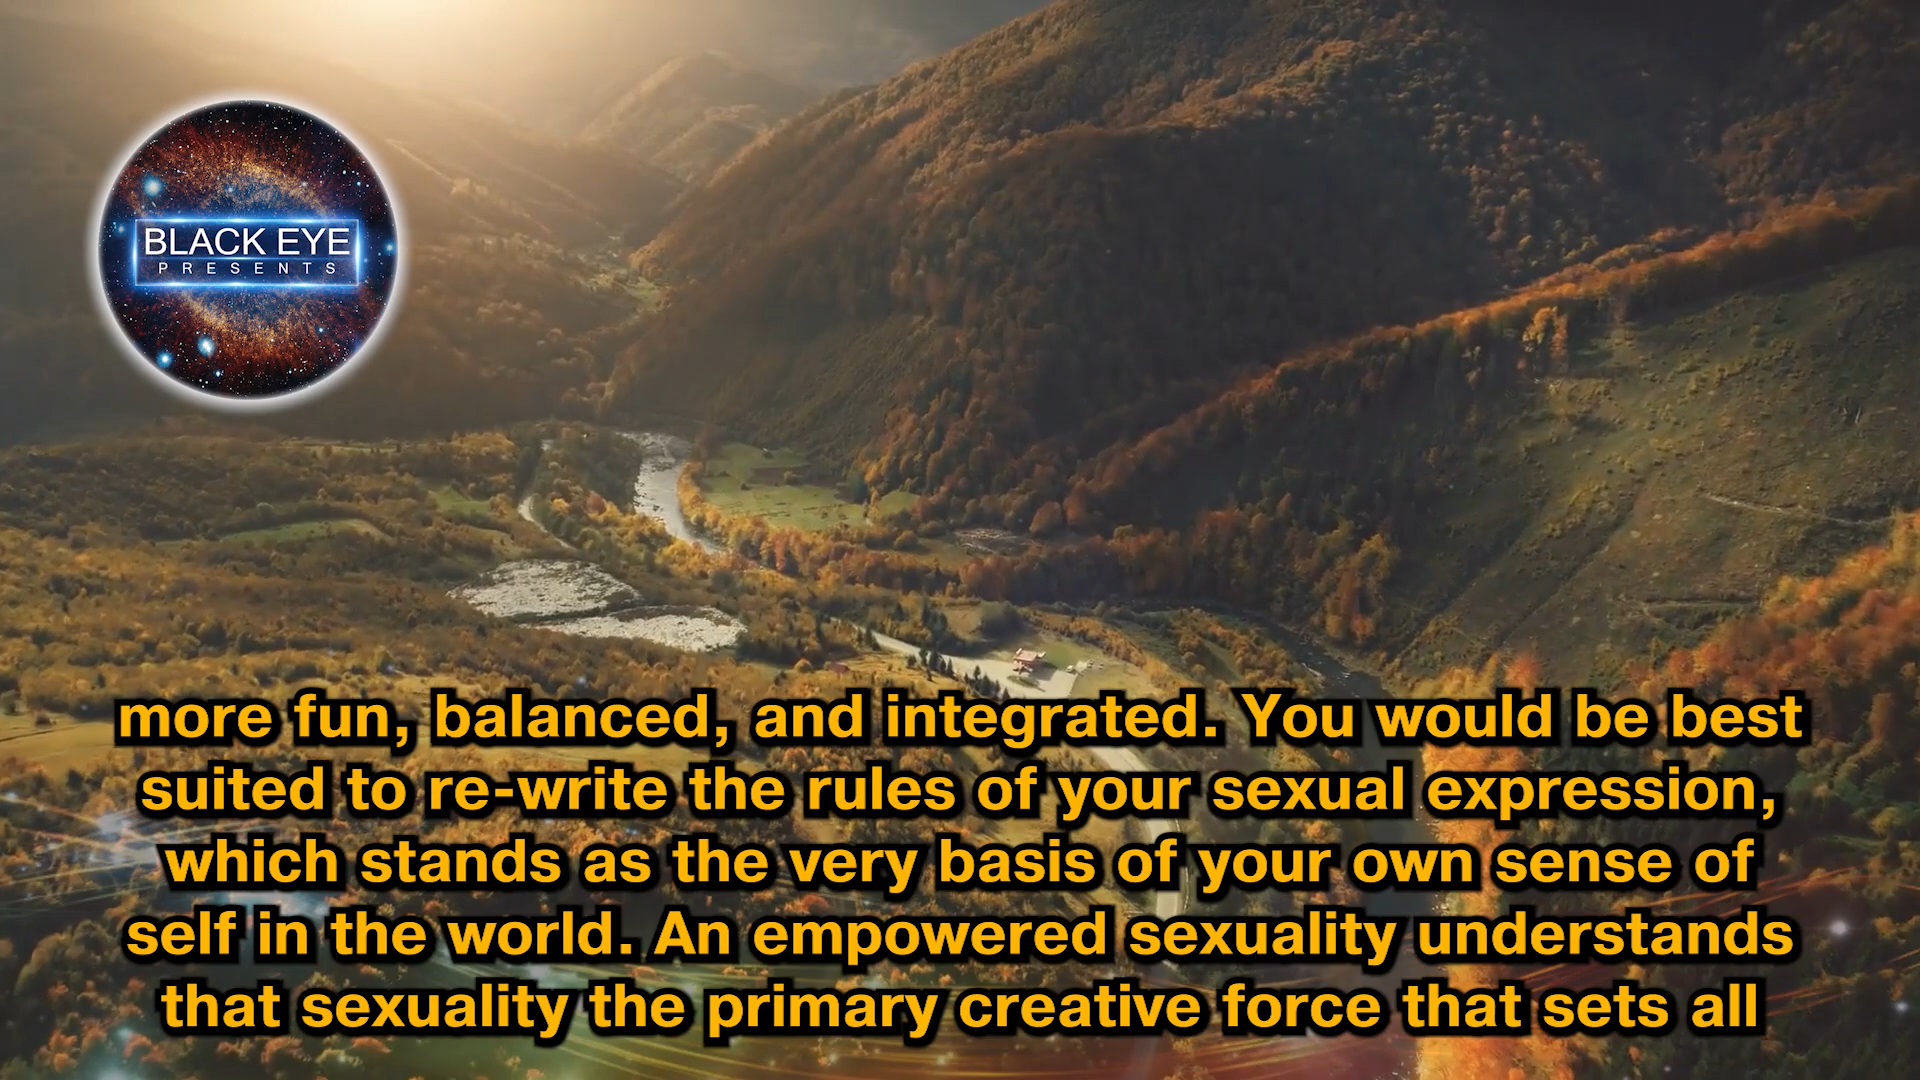 BLACK EYE
PRESENTS
more fun, balanced, and integrated. You would be best
suited to re-write the rules of your sexual expression,
which stands as the very basis of your own sense of
self in the world. An empowered sexuality understands
that sexuality the primary creative force that sets all